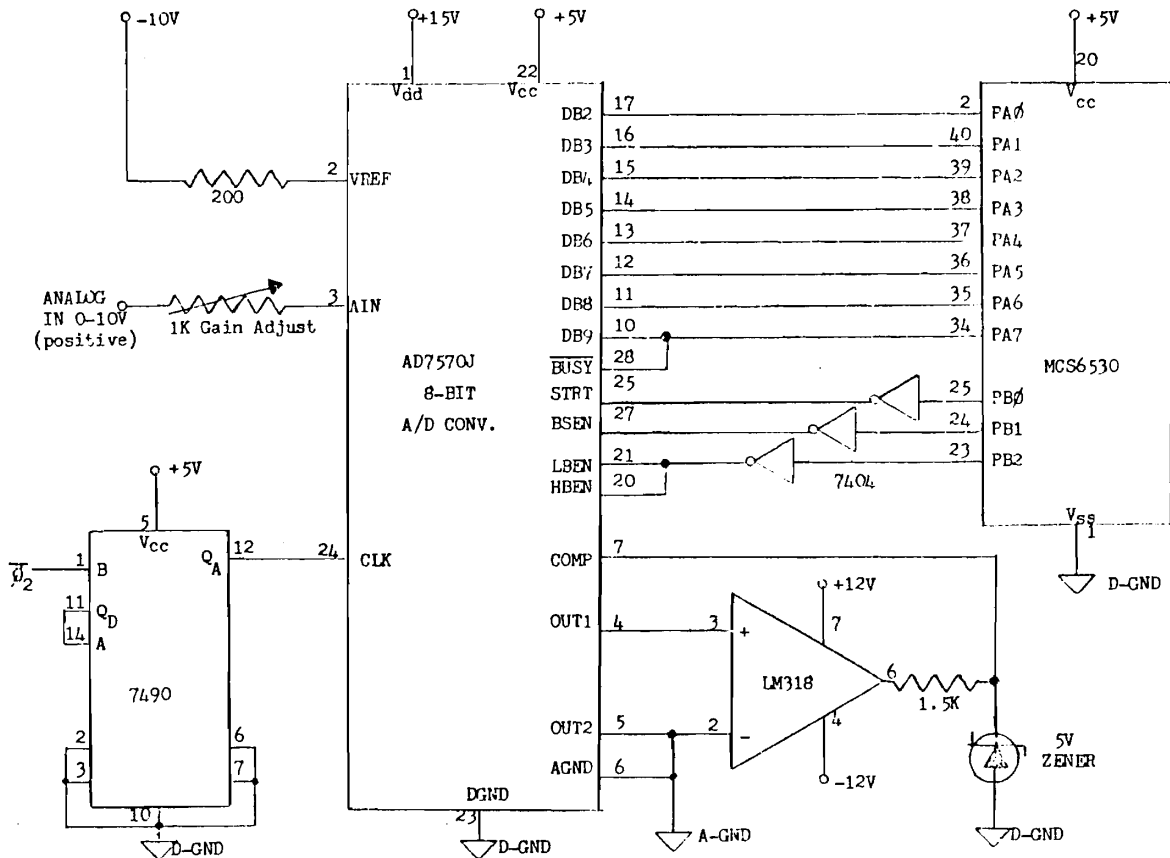 -10V
+15V
+5V
+5V
1
Vdd
22
Vcc
20
Vcc
DB2 17
2 PAØ
DB3 16
40 PA1
DB4 15
39 PA2
DB5 14
38 PA3
DB6 13
37 PA4
DB7 12
36 PA5
DB8 11
35 PA6
DB9 10
34 PA7
200
2 VREF
ANALOG
IN 0-10V
(positive)
1K Gain Adjust
3 AIN
BUSY 28
STRT 25
25 PBØ
BSEN 27
24 PB1
LBEN 21
23 PB2
HBEN 20
7404
AD7570J
8-BIT
A/D CONV.
MCS6530
Vss
1
D-GND
+5V
5
Vcc
Ø2
1 B
QA 12
24 CLK
11 QD
14 A
7490
2
3
6
7
10
D-GND
COMP 7
OUT1 4
3 +
+12V
7
LM318
6
1.5K
OUT2 5
2 -
4
-12V
AGND 6
5V
ZENER
DGND
23
D-GND
A-GND
D-GND